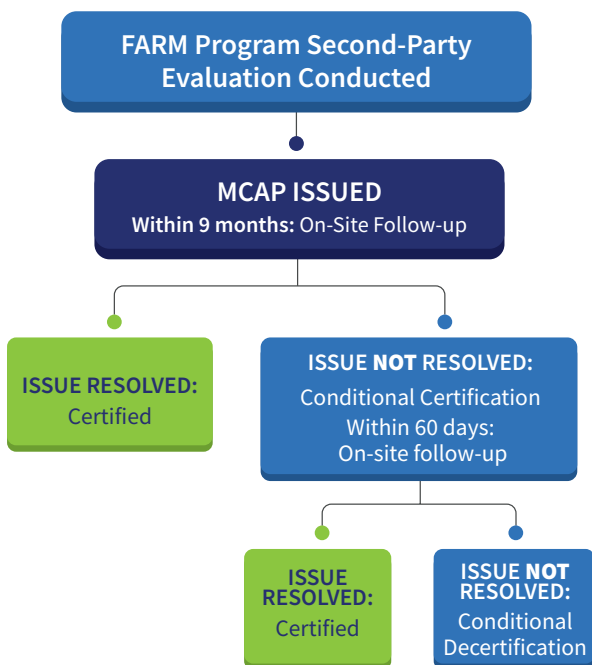 FARM Program Second-Party
Evaluation Conducted
MCAP ISSUED
Within 9 months: On-Site Follow-up
ISSUE RESOLVED:
Certified
ISSUE NOT RESOLVED:
Conditional Certification
Within 60 days:
On-site follow-up
ISSUE
RESOLVED:
Certified
ISSUE NOT
RESOLVED:
Conditional
Decertification